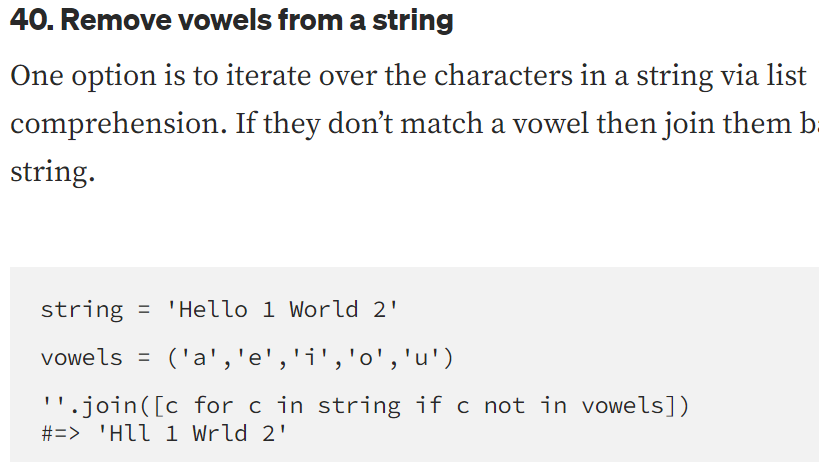 40. Remove vowels from a string
One option is to iterate over the characters in a string via list
comprehension. If they don’t match a vowel then join them
string.
string = 'Hello 1 World 2'
vowels = ('a','e','i','o','u')
''.join([c for c in string if c not in vowels])
#=> 'Hll 1 Wrld 2'